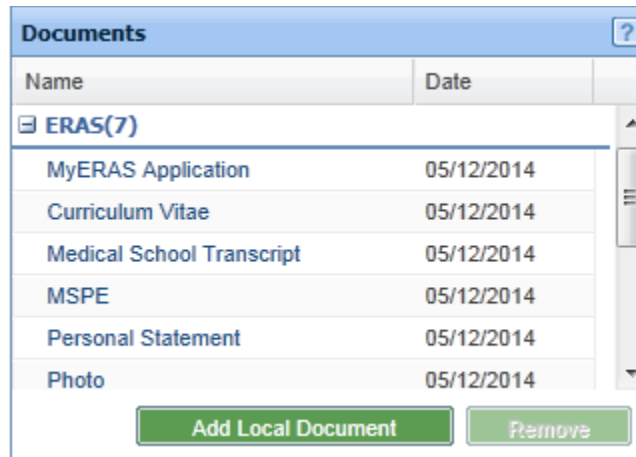 Documents ?
Name Date
ERAS(7)
MyERAS Application 05/12/2014
Curriculum Vitae 05/12/2014
Medical School Transcript 05/12/2014
MSPE 05/12/2014
Personal Statement 05/12/2014
Photo 05/12/2014
Add Local Document Remove